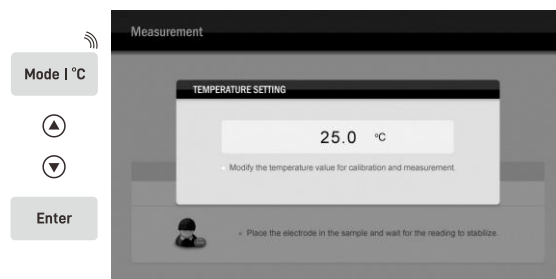 Measurement
Mode | °C
TEMPERATURE SETTING
25.0 °C
Modify the temperature value for calibration and measurement.
Enter
Place the electrode in the sample and wait for the reading to stabilize.